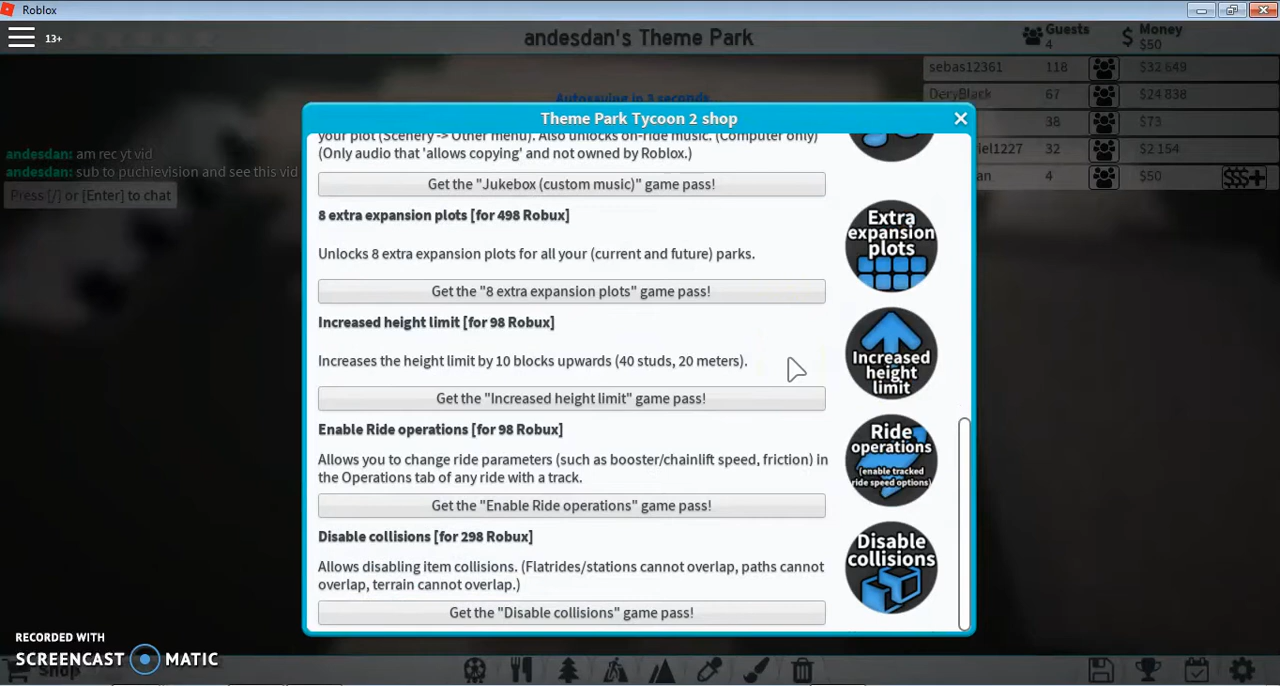 Roblox
13+
andesdan's Theme Park
Guests
4
$ Money
$50
sebas12361 118 $32 649
DeryBlack 67 $24 838
38 $73
1227 32 $2 154
4 $50 $$$+
Autosaving in 3 seconds
andesdan: am rec yt vid
andesdan: sub to puchievision and see this vid
Press [/] or [Enter] to chat
Theme Park Tycoon 2 shop
your plot (Scenery -> Other menu). Also unlocks on-ride music. (Computer only)
(Only audio that 'allows copying' and not owned by Roblox.)
Get the "Jukebox (custom music)" game pass!
8 extra expansion plots [for 498 Robux]
Unlocks 8 extra expansion plots for all your (current and future) parks.
Get the "8 extra expansion plots" game pass!
Extra
expansion
plots
Increased height limit [for 98 Robux]
Increases the height limit by 10 blocks upwards (40 studs, 20 meters).
Get the "Increased height limit" game pass!
Increased
height
limit
Enable Ride operations [for 98 Robux]
Allows you to change ride parameters (such as booster/chainlift speed, friction) in
the Operations tab of any ride with a track.
Get the "Enable Ride operations" game pass!
Ride
operations
(enable tracked
ride speed options)
Disable collisions [for 298 Robux]
Allows disabling item collisions. (Flatrides/stations cannot overlap, paths cannot
overlap, terrain cannot overlap.)
Get the "Disable collisions" game pass!
Disable
collisions
RECORDED WITH
SCREENCAST MATIC
Shop